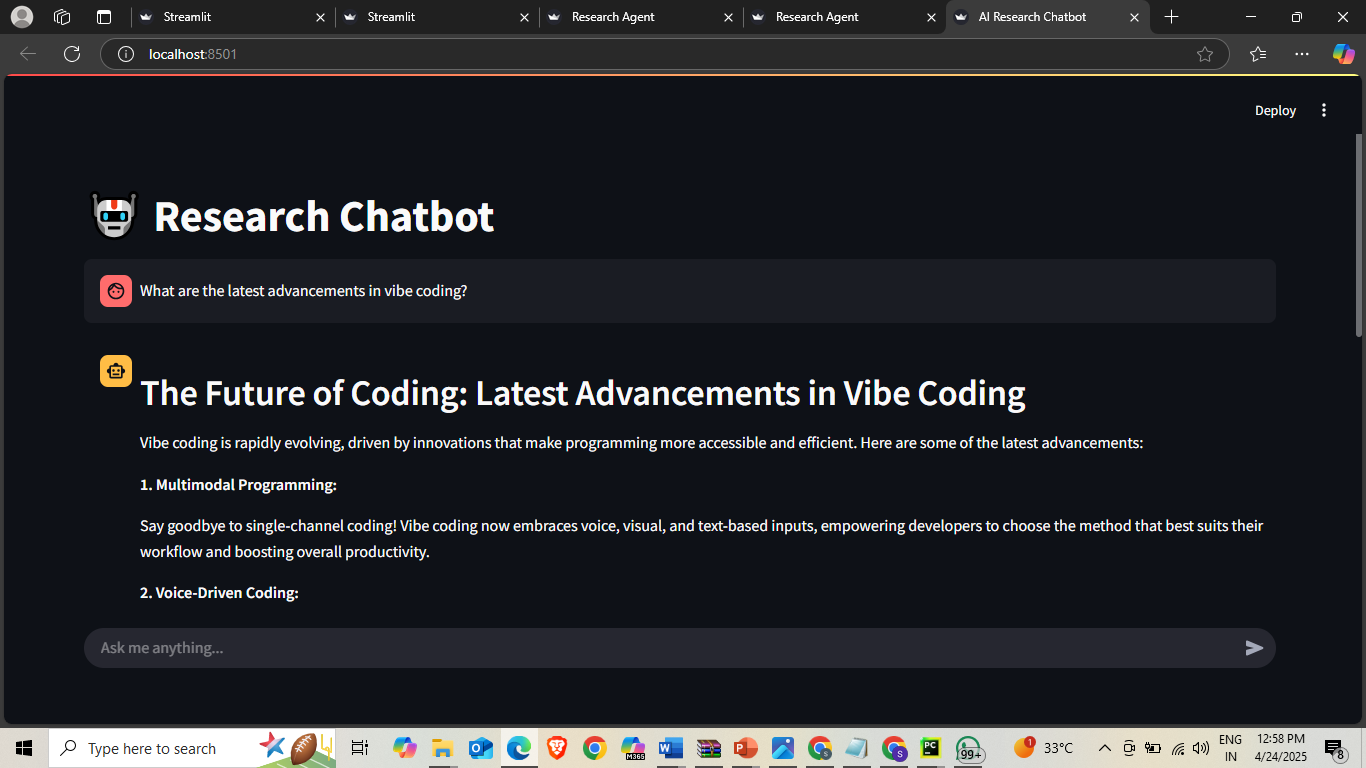 Streamlit
Streamlit
Research Agent
Research Agent
AI Research Chatbot
localhost:8501
Deploy
Research Chatbot
What are the latest advancements in vibe coding?
The Future of Coding: Latest Advancements in Vibe Coding
Vibe coding is rapidly evolving, driven by innovations that make programming more accessible and efficient. Here are some of the latest advancements:
1. Multimodal Programming:
Say goodbye to single-channel coding! Vibe coding now embraces voice, visual, and text-based inputs, empowering developers to choose the method that best suits their
workflow and boosting overall productivity.
2. Voice-Driven Coding:
Ask me anything...
Type here to search
M365
W
P
S
S
PC
99+
1
33°C
ENG
IN
12:58 PM
4/24/2025
8